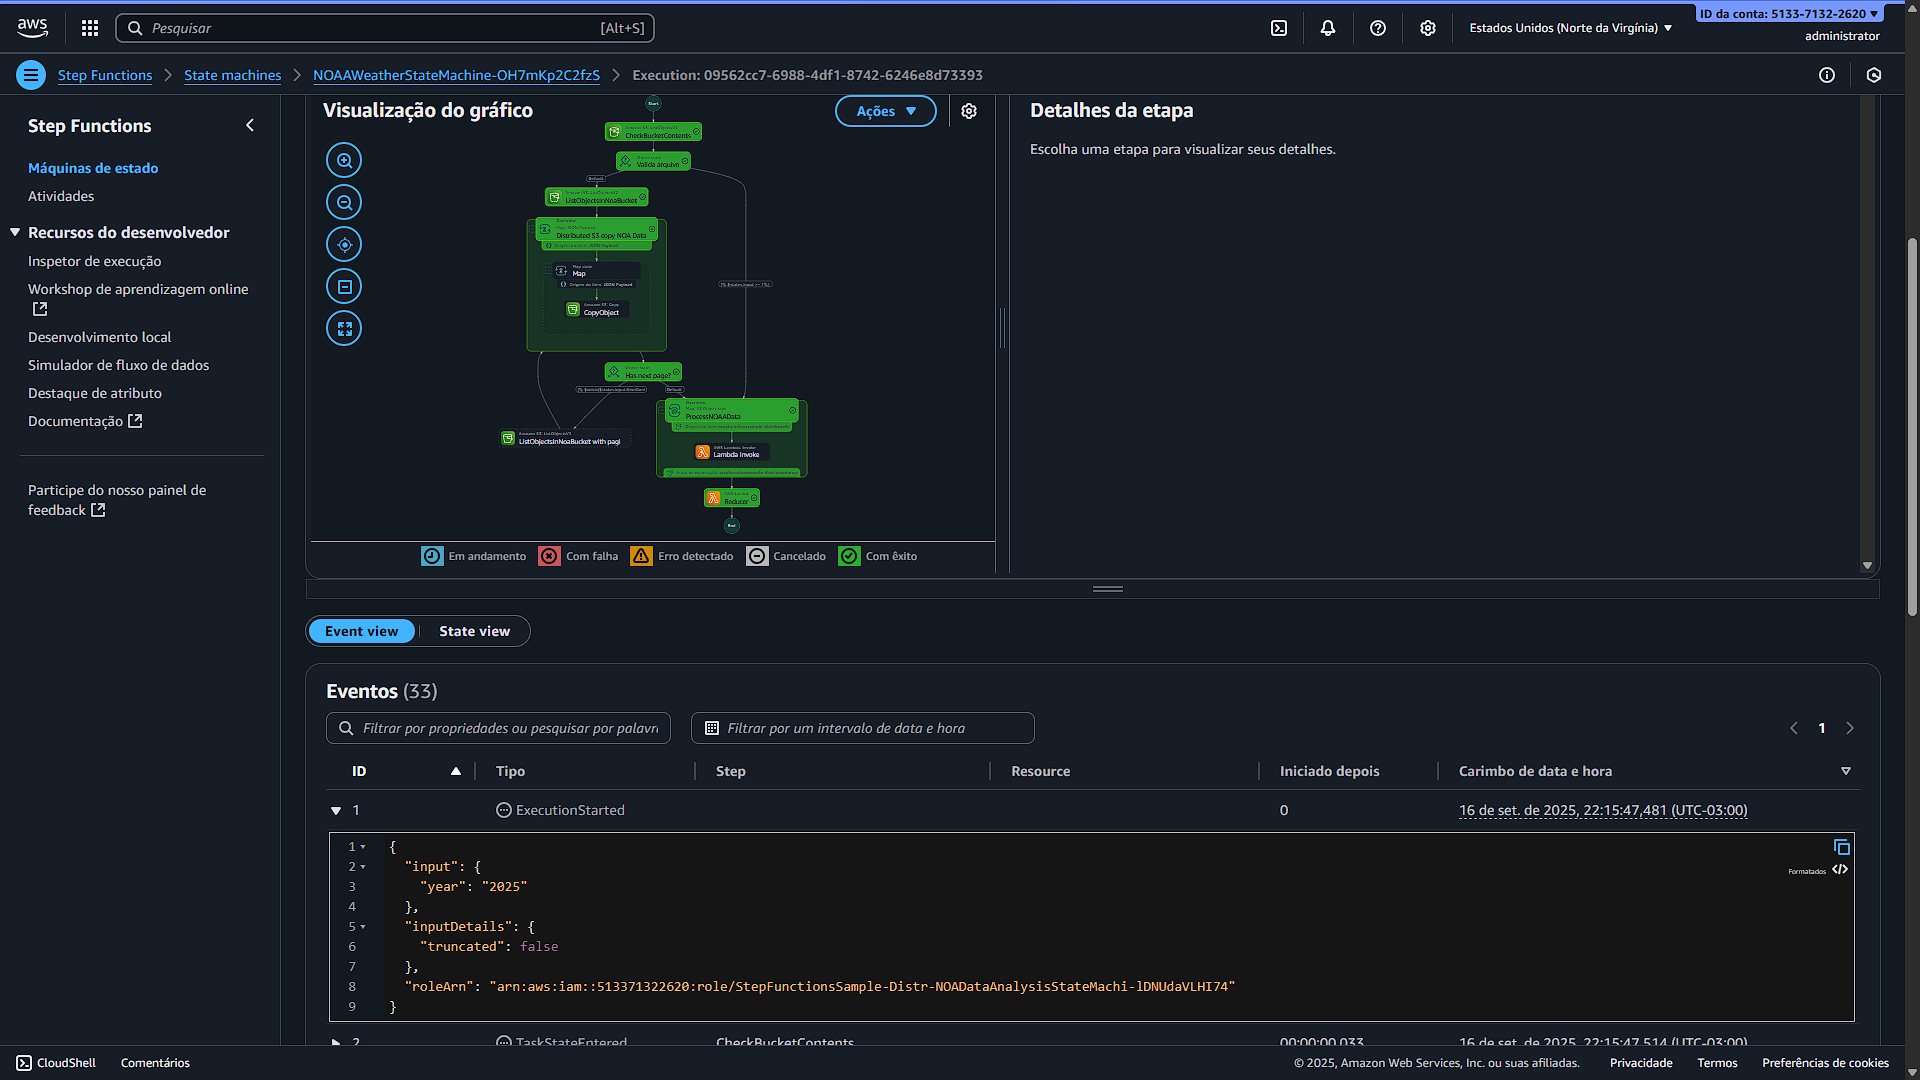 aws
Pesquisar
[Alt+S]
Estados Unidos (Norte da Virgínia)
ID da conta: 5133-7132-2620
administrator
Step Functions
State machines
NOAAWeatherStateMachine-OH7mKp2C2fzS
Execution: 09562cc7-6988-4df1-8742-6246e8d73393
Step Functions
Máquinas de estado
Atividades
Recursos do desenvolvedor
Inspetor de execução
Workshop de aprendizagem online
Desenvolvimento local
Simulador de fluxo de dados
Destaque de atributo
Documentação
Participe do nosso painel de
feedback
Visualização do gráfico
Ações
Start
CheckBucketContents
Valida arquivo
Default
ListObjectsInNoaBucket
Distributed S3 copy NOA Data
Map state
Map
CopyObject
Has next page?
Default
ListObjectsInNoaBucket with pagi
ProcessNOAAData
Lambda Invoke
Reducer
End
Em andamento
Com falha
Erro detectado
Cancelado
Com êxito
Detalhes da etapa
Escolha uma etapa para visualizar seus detalhes.
Event view
State view
Eventos (33)
Filtrar por propriedades ou pesquisar por palavr
Filtrar por um intervalo de data e hora
1
ID
Tipo
Step
Resource
Iniciado depois
Carimbo de data e hora
1
ExecutionStarted
0
16 de set. de 2025, 22:15:47,481 (UTC-03:00)
Formatados
1 {
2 "input": {
3 "year": "2025"
4 },
5 "inputDetails": {
6 "truncated": false
7 },
8 "roleArn": "arn:aws:iam::513371322620:role/StepFunctionsSample-Distr-NOADataAnalysisStateMachi-lDNUdaVLHI74"
9 }
2
TaskStateEntered
CheckBucketContents
00:00:00.033
16 de set. de 2025, 22:15:47,514 (UTC-03:00)
CloudShell
Comentários
© 2025, Amazon Web Services, Inc. ou suas afiliadas.
Privacidade
Termos
Preferências de cookies